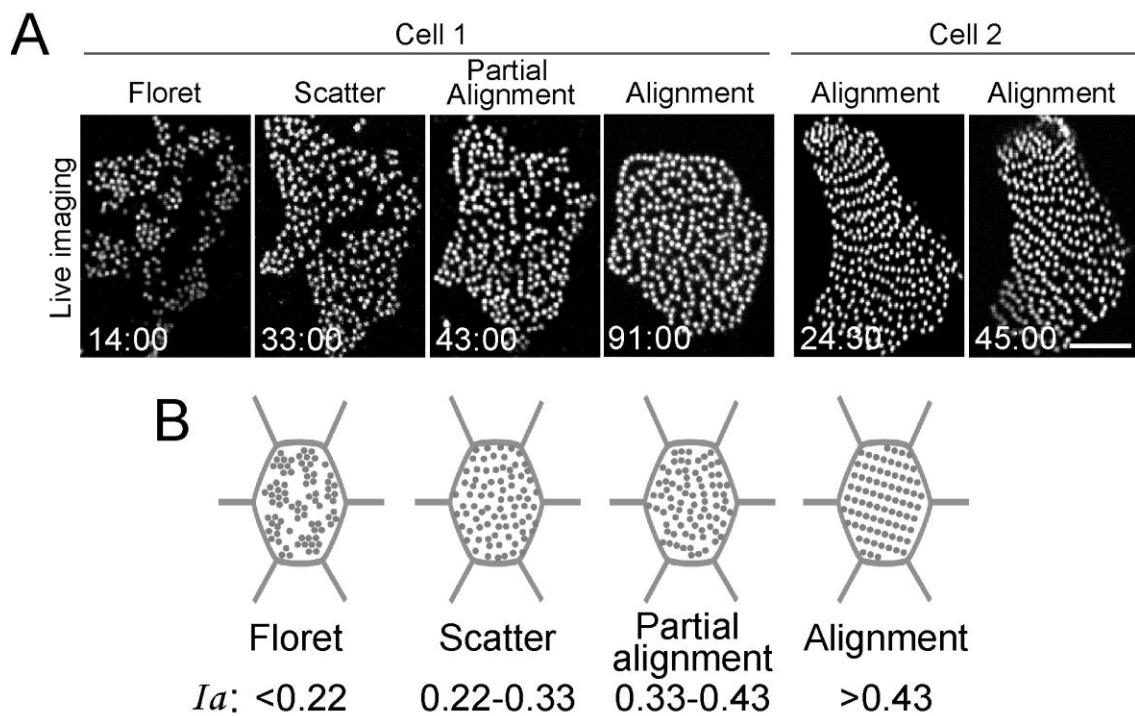 A
Cell 1
Cell 2
Floret
Scatter
Partial
Alignment
Alignment
Alignment
Alignment
Live imaging
14:00
33:00
43:00
91:00
24:30
45:00
B
Floret
Scatter
Partial
alignment
Alignment
Ia: <0.22
0.22-0.33
0.33-0.43
>0.43